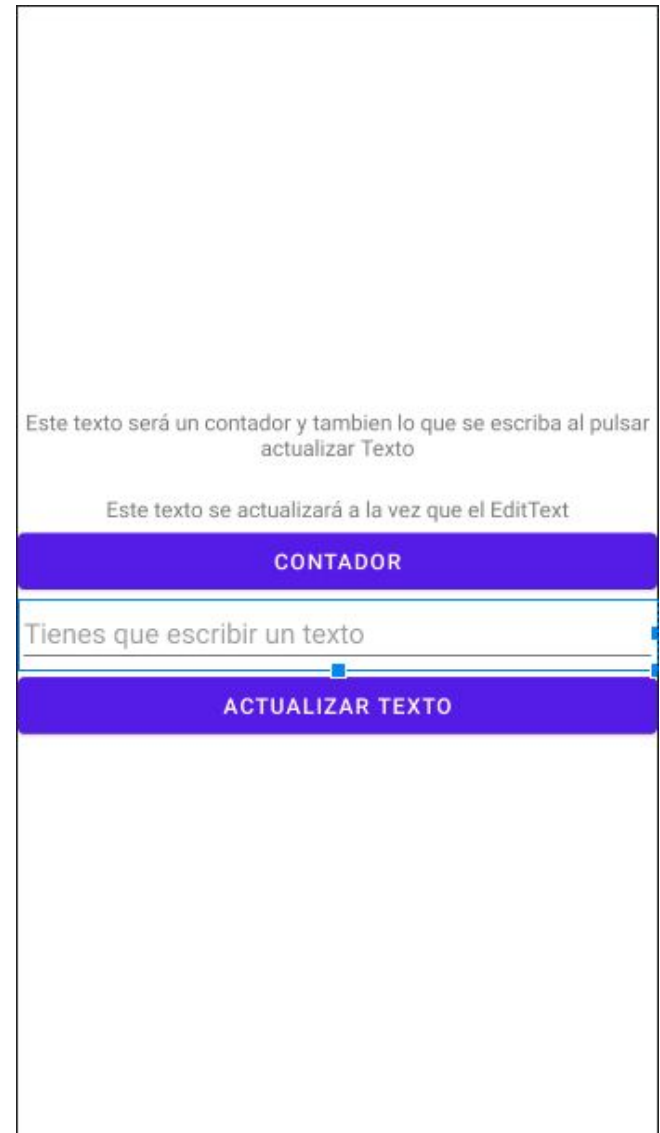 Este texto será un contador y tambien lo que se escriba al pulsar
actualizar Texto
Este texto se actualizará a la vez que el EditText
CONTADOR
Tienes que escribir un texto
ACTUALIZAR TEXTO